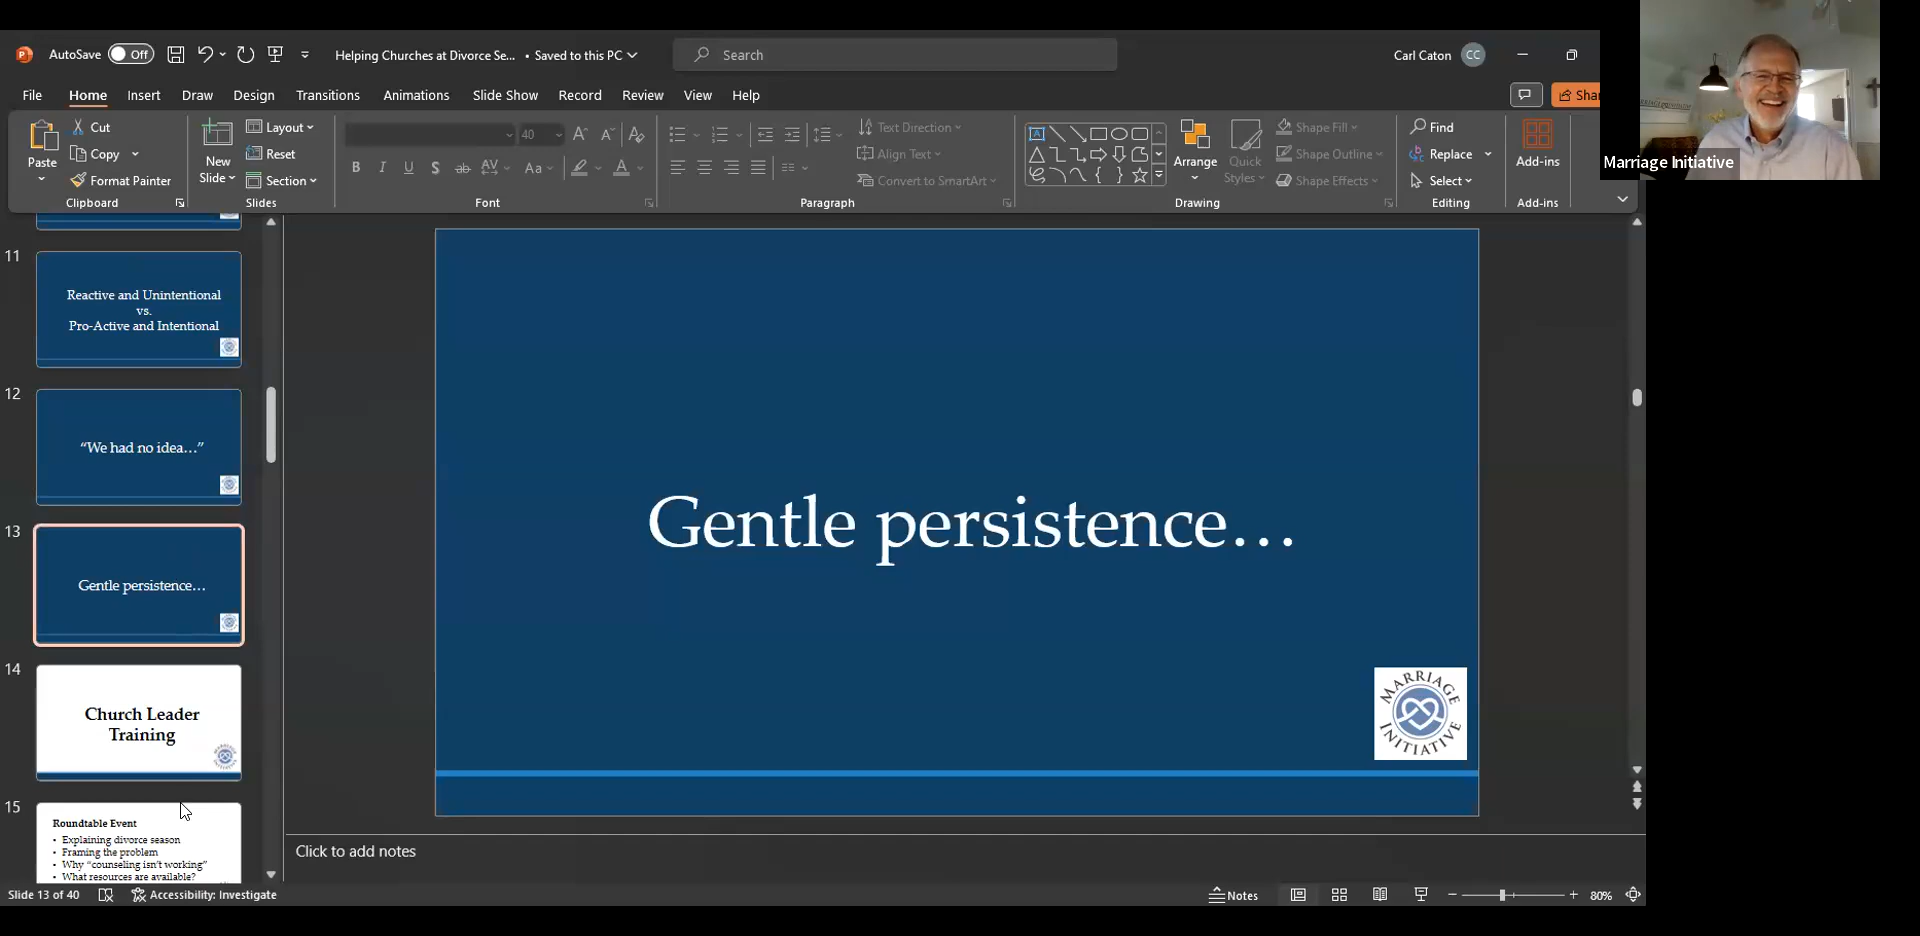 AutoSave Off Helping Churches at Divorce Se... • Saved to this PC Search Carl Caton CC
File Home Insert Draw Design Transitions Animations Slide Show Record Review View Help Shar
Paste
Cut
Copy
Format Painter
Clipboard
New
Slide
Layout
Reset
Section
Slides
40
B I U S ab AV Aa A
Font
Text Direction
Align Text
Convert to SmartArt
Paragraph
Arrange
Quick
Styles
Shape Fill
Shape Outline
Shape Effects
Drawing
Find
Replace
Select
Editing
Add-ins
Add-ins
Marriage Initiative
11
Reactive and Unintentional
vs.
Pro-Active and Intentional
12
“We had no idea...”
13
Gentle persistence...
14
Church Leader
Training
15
Roundtable Event
• Explaining divorce season
• Framing the problem
• Why “counseling isn’t working”
• What resources are available?
Gentle persistence...
MARRIAGE
INITIATIVE
Click to add notes
Slide 13 of 40 Accessibility: Investigate Notes 80%